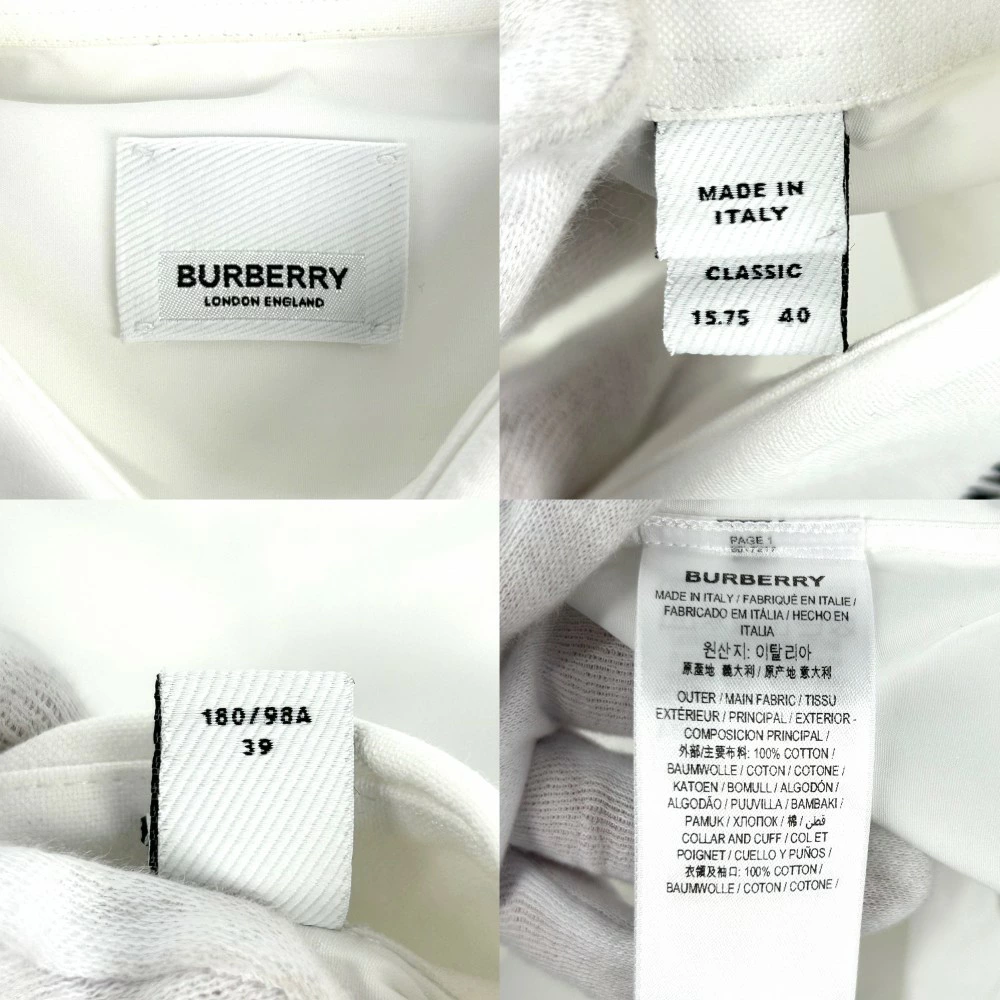 BURBERRY
LONDON ENGLAND
MADE IN
ITALY
CLASSIC
15.75 40
180/98A
39
PAGE 1
BURBERRY
MADE IN ITALY / FABRIQUÉ EN ITALIE /
FABRICADO EM ITÁLIA / HECHO EN
ITALIA
원산지: 이탈리아
原產地 義大利 / 原产地 意大利
OUTER / MAIN FABRIC / TISSU
EXTÉRIEUR / PRINCIPAL / EXTERIOR -
COMPOSICION PRINCIPAL /
外部/主要布料: 100% COTTON /
BAUMWOLLE / COTON / COTONE /
KATOEN / BOMULL / ALGODÓN /
ALGODÃO / PUUVILLA / BAMBAKI /
PAMUK / ХЛОПОК / 棉 / قطن
COLLAR AND CUFF / COL ET
POIGNET / CUELLO Y PUÑOS /
衣領及袖口: 100% COTTON /
BAUMWOLLE / COTON / COTONE /